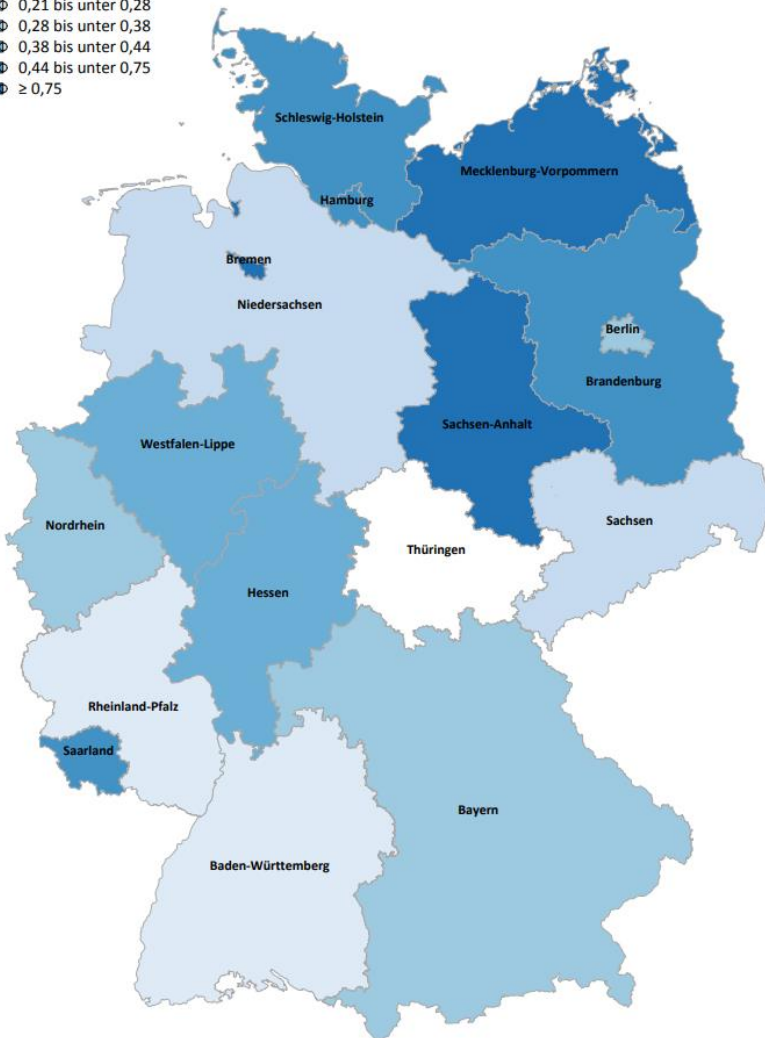 0,21 bis unter 0,28
0,28 bis unter 0,38
0,38 bis unter 0,44
0,44 bis unter 0,75
≥ 0,75
Schleswig-Holstein
Mecklenburg-Vorpommern
Hamburg
Bremen
Niedersachsen
Berlin
Brandenburg
Sachsen-Anhalt
Westfalen-Lippe
Nordrhein
Sachsen
Thüringen
Hessen
Rheinland-Pfalz
Saarland
Bayern
Baden-Württemberg